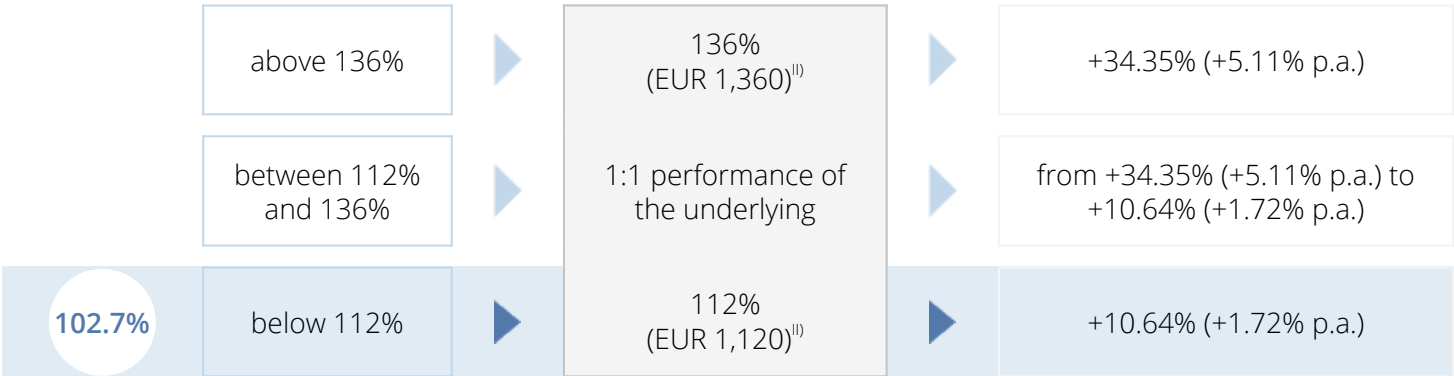 above 136%
136%
(EUR 1,360)II)
+34.35% (+5.11% p.a.)
between 112%
and 136%
1:1 performance of
the underlying
from +34.35% (+5.11% p.a.) to
+10.64% (+1.72% p.a.)
102.7%
below 112%
112%
(EUR 1,120)II)
+10.64% (+1.72% p.a.)